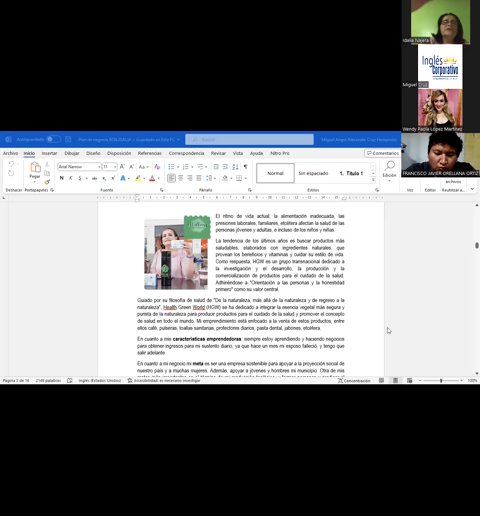 Idalia Najera
Inglés
Corporativo
Miguel Cruz
Wendy Paola López Martínez
FRANCISCO JAVIER ORELLANA ORTIZ
Autoguardado
Miguel Angel
Archivo Inicio Insertar Dibujar Diseño Disposición Referencias Correspondencia Revisar Vista Ayuda Nitro Pro
Comentarios
Pegar
Arial Narrow 11
Normal Sin espaciado 1. Título 1
Edición
Deshacer Portapapeles Fuente Párrafo Estilos Voz Editor Reutilizar a...
archivos
El ritmo de vida actual, la alimentación inadecuada, las
presiones laborales, familiares, etcétera afectan la salud de las
personas jóvenes y adultas, e incluso de los niños y niñas.
La tendencia de los últimos años es buscar productos más
saludables, elaborados con ingredientes naturales, que
provean los beneficios y vitaminas y cuidar su estilo de vida.
Como respuesta, HGW es un grupo transnacional dedicado a
la investigación y el desarrollo, la producción y la
comercialización de productos para el cuidado de la salud.
Adhiriéndose a "Orientación a las personas y la honestidad
primero" como su valor central.
Guiado por su filosofía de salud "De la naturaleza, más allá de la naturaleza y de regreso a la
naturaleza", Health Green World (HGW) se ha dedicado a integrar la esencia vegetal más segura y
purista de la naturaleza para producir productos para el cuidado de la salud y promover el concepto
de salud en todo el mundo. Mi emprendimiento está enfocado a la venta de estos productos, entre
ellos café, pulseras, toallas sanitarias, protectores diarios, pasta dental, jabones, etcétera.
En cuanto a mis características emprendedoras: siempre estoy aprendiendo y haciendo negocios
para obtener ingresos para mi sustento diario, ya que hace un mes mi esposo falleció, y tengo que
salir adelante
En cuanto a mi negocio mi meta es ser una empresa sostenible para apoyar a la proyección social de
nuestro país y a muchas mujeres. Además, apoyar a jóvenes y hombres mi municipio. Otra de mis
Página 3 de 16 2149 palabras Inglés (Estados Unidos) Accesibilidad: es necesario investigar
Concentración